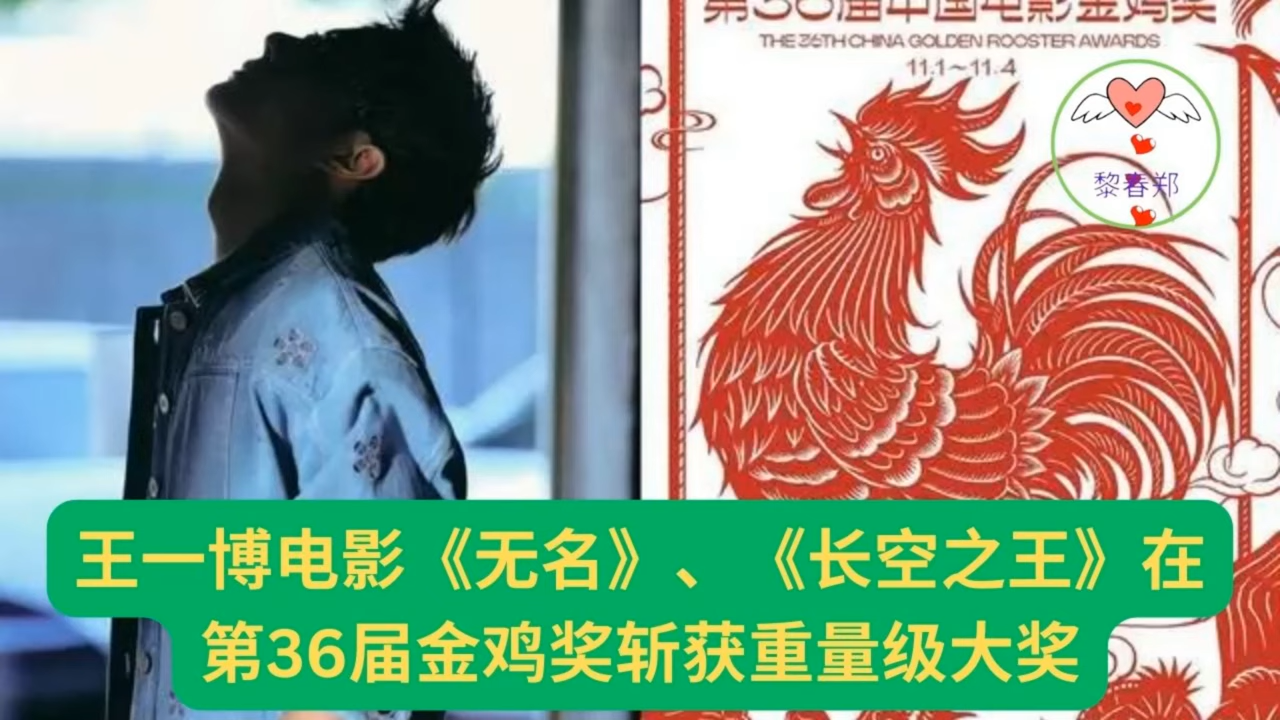 第36届中国电影金鸡奖
THE 36TH CHINA GOLDEN ROOSTER AWARDS
11.1~11.4
黎春郑
王一博电影《无名》、《长空之王》在
第36届金鸡奖斩获重量级大奖